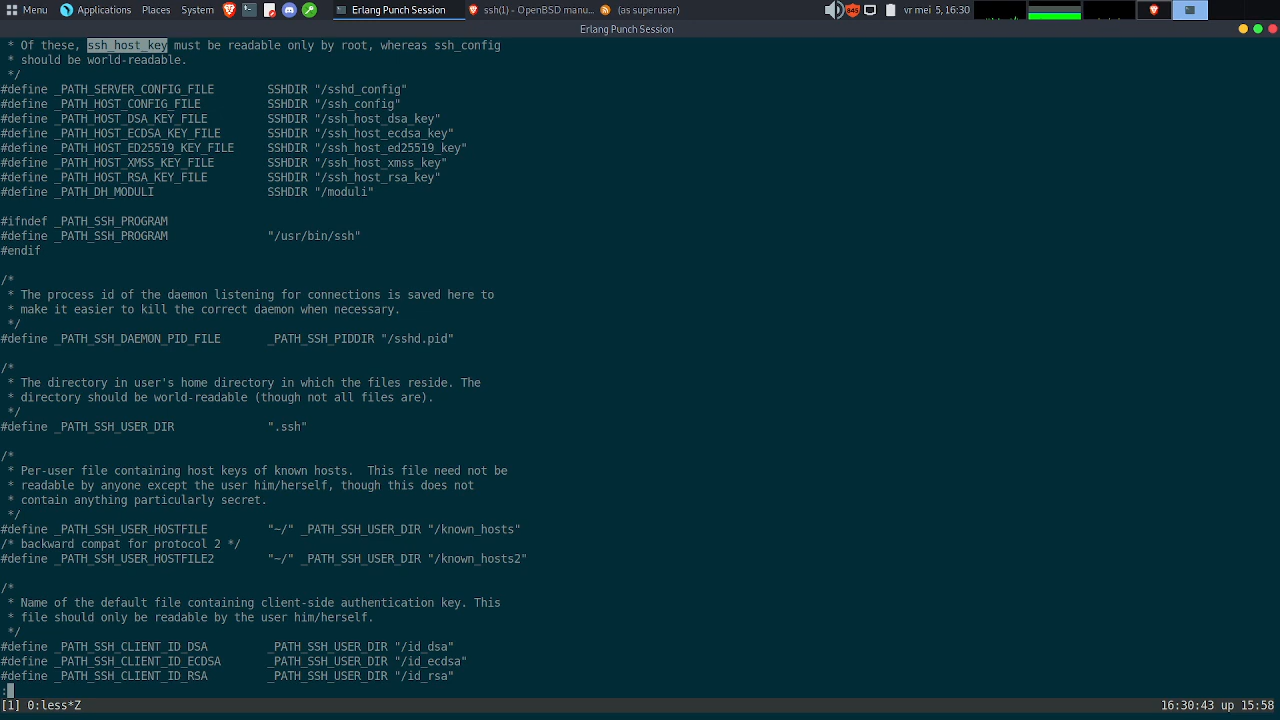 Menu Applications Places System Erlang Punch Session ssh(1) - OpenBSD manu... (as superuser) 645 vr mei 5, 16:30
Erlang Punch Session
* Of these, ssh_host_key must be readable only by root, whereas ssh_config
* should be world-readable.
*/
#define _PATH_SERVER_CONFIG_FILE SSHDIR "/sshd_config"
#define _PATH_HOST_CONFIG_FILE SSHDIR "/ssh_config"
#define _PATH_HOST_DSA_KEY_FILE SSHDIR "/ssh_host_dsa_key"
#define _PATH_HOST_ECDSA_KEY_FILE SSHDIR "/ssh_host_ecdsa_key"
#define _PATH_HOST_ED25519_KEY_FILE SSHDIR "/ssh_host_ed25519_key"
#define _PATH_HOST_XMSS_KEY_FILE SSHDIR "/ssh_host_xmss_key"
#define _PATH_HOST_RSA_KEY_FILE SSHDIR "/ssh_host_rsa_key"
#define _PATH_DH_MODULI SSHDIR "/moduli"
#ifndef _PATH_SSH_PROGRAM
#define _PATH_SSH_PROGRAM "/usr/bin/ssh"
#endif
/*
* The process id of the daemon listening for connections is saved here to
* make it easier to kill the correct daemon when necessary.
*/
#define _PATH_SSH_DAEMON_PID_FILE _PATH_SSH_PIDDIR "/sshd.pid"
/*
* The directory in user's home directory in which the files reside. The
* directory should be world-readable (though not all files are).
*/
#define _PATH_SSH_USER_DIR ".ssh"
/*
* Per-user file containing host keys of known hosts.  This file need not be
* readable by anyone except the user him/herself, though this does not
* contain anything particularly secret.
*/
#define _PATH_SSH_USER_HOSTFILE "~/" _PATH_SSH_USER_DIR "/known_hosts"
/* backward compat for protocol 2 */
#define _PATH_SSH_USER_HOSTFILE2 "~/" _PATH_SSH_USER_DIR "/known_hosts2"
/*
* Name of the default file containing client-side authentication key. This
* file should only be readable by the user him/herself.
*/
#define _PATH_SSH_CLIENT_ID_DSA _PATH_SSH_USER_DIR "/id_dsa"
#define _PATH_SSH_CLIENT_ID_ECDSA _PATH_SSH_USER_DIR "/id_ecdsa"
#define _PATH_SSH_CLIENT_ID_RSA _PATH_SSH_USER_DIR "/id_rsa"
:
[1] 0:less*Z 16:30:43 up 15:58